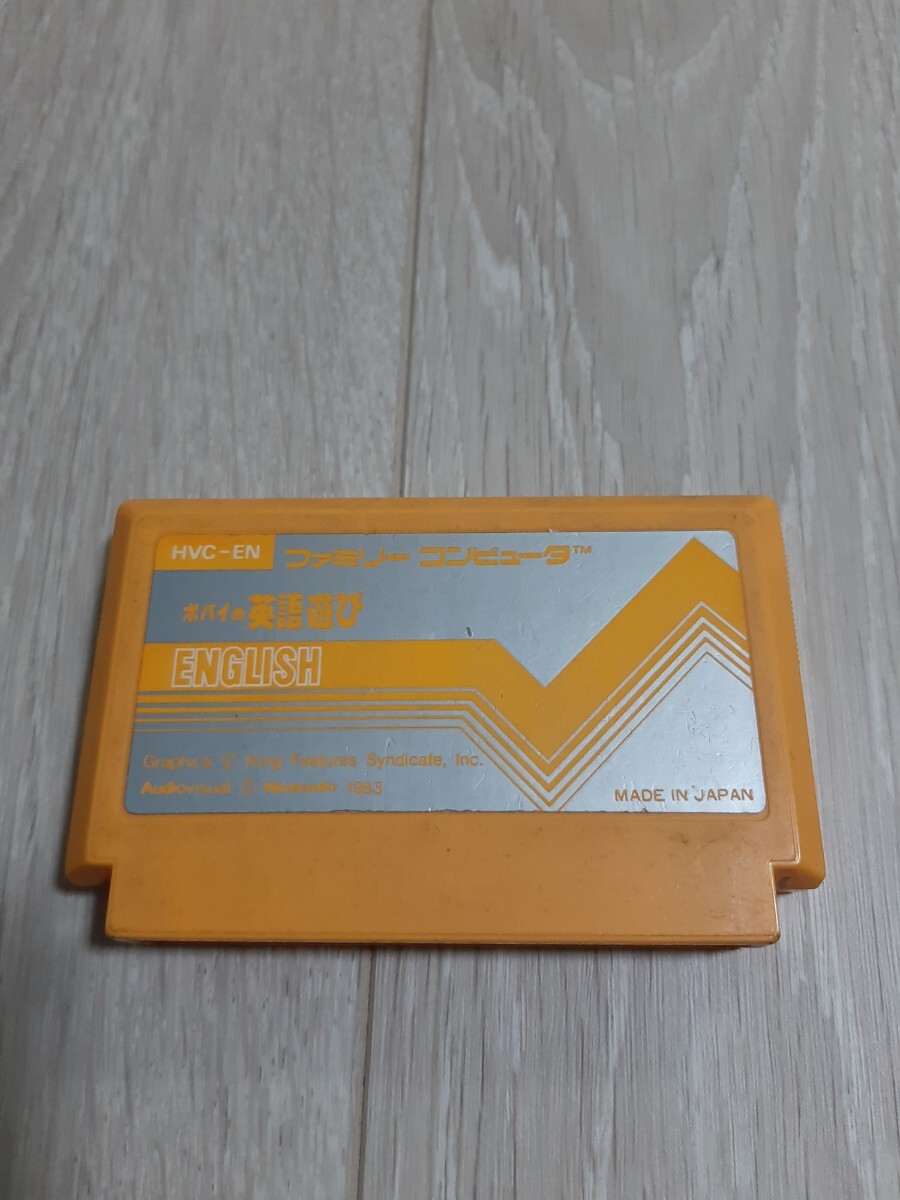 HVC-EN ファミリー コンピュータ™
ポパイの英語遊び
ENGLISH
Graphics © King Features Syndicate, Inc.
Audiovisual © Nintendo 1983
MADE IN JAPAN